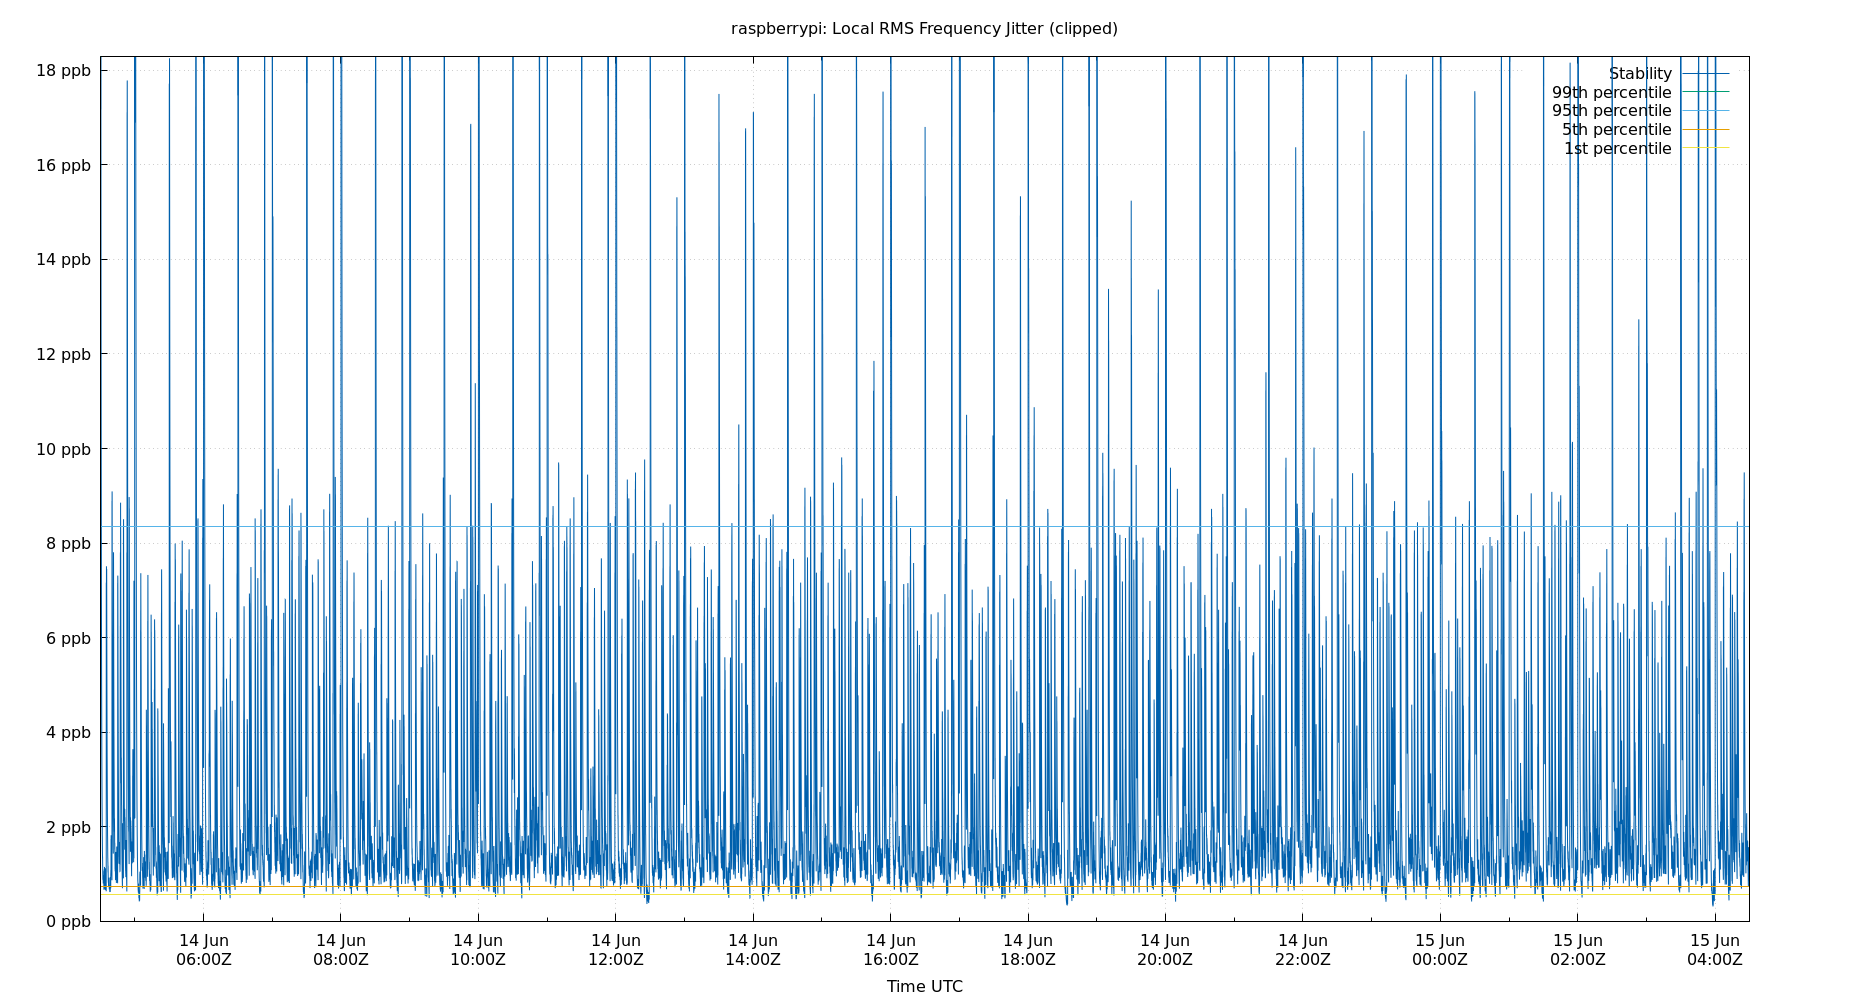 raspberrypi: Local RMS Frequency Jitter (clipped)
18 ppb
16 ppb
14 ppb
12 ppb
10 ppb
8 ppb
6 ppb
4 ppb
2 ppb
0 ppb
Stability
99th percentile
95th percentile
5th percentile
1st percentile
14 Jun 14 Jun 14 Jun 14 Jun 14 Jun 14 Jun 14 Jun 14 Jun 14 Jun 15 Jun 15 Jun 15 Jun
06:00Z 08:00Z 10:00Z 12:00Z 14:00Z 16:00Z 18:00Z 20:00Z 22:00Z 00:00Z 02:00Z 04:00Z
Time UTC